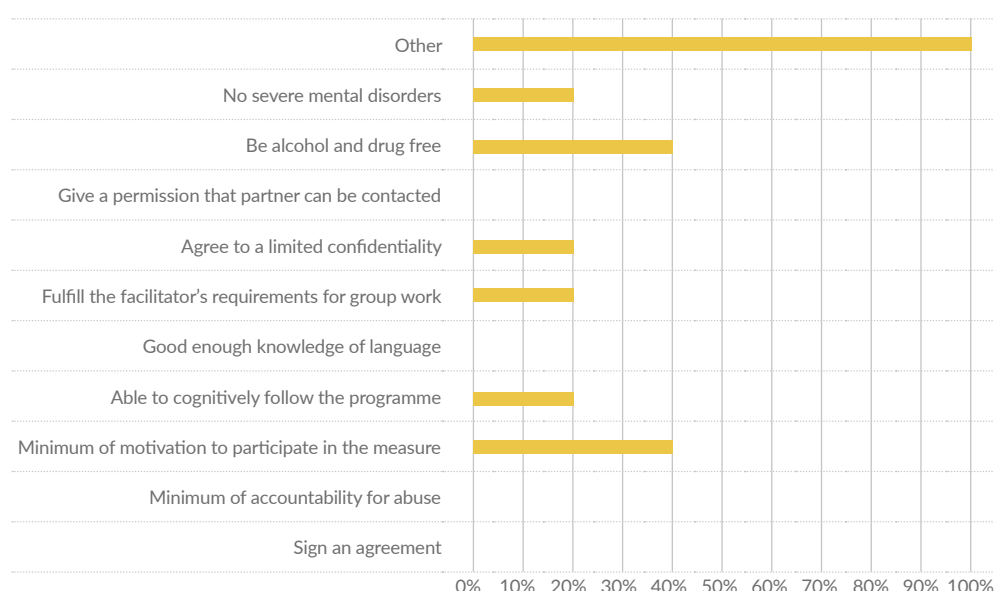 Other
No severe mental disorders
Be alcohol and drug free
Give a permission that partner can be contacted
Agree to a limited confidentiality
Fulfill the facilitator’s requirements for group work
Good enough knowledge of language
Able to cognitively follow the programme
Minimum of motivation to participate in the measure
Minimum of accountability for abuse
Sign an agreement
0% 10% 20% 30% 40% 50% 60% 70% 80% 90% 100%